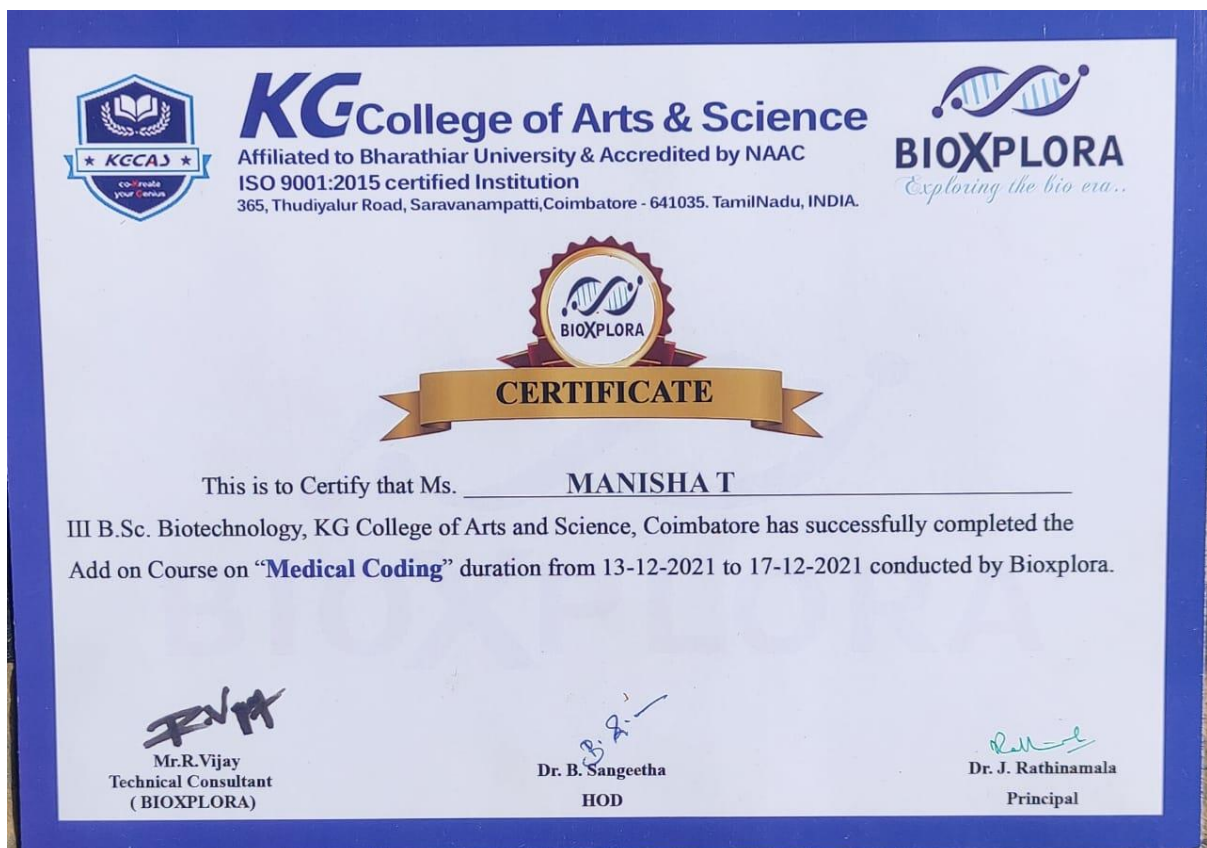 KG College of Arts & Science
Affiliated to Bharathiar University & Accredited by NAAC
ISO 9001:2015 certified Institution
365, Thudiyalur Road, Saravanampatti,Coimbatore - 641035. TamilNadu, INDIA.
KGCAS
co-Kreate
your Genius
BIOXPLORA
Exploring the bio era..
BIOXPLORA
CERTIFICATE
This is to Certify that Ms. MANISHA T
III B.Sc. Biotechnology, KG College of Arts and Science, Coimbatore has successfully completed the
Add on Course on “Medical Coding” duration from 13-12-2021 to 17-12-2021 conducted by Bioxplora.
BIOXPLORA
R.Vijay
Mr.R.Vijay
Technical Consultant
( BIOXPLORA)
Dr. B. Sangeetha
HOD
Dr. J. Rathinamala
Principal